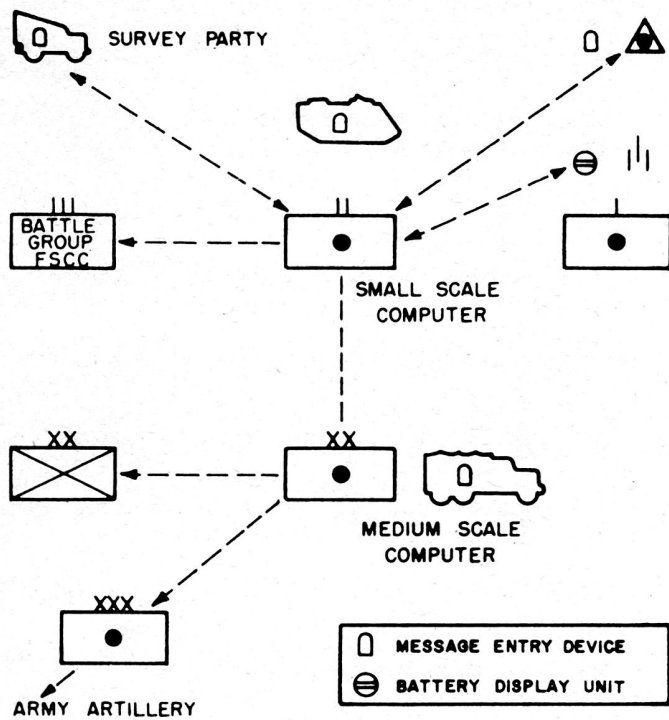 SURVEY PARTY
BATTLE
GROUP
FSCC
SMALL SCALE
COMPUTER
XX
XX
MEDIUM SCALE
COMPUTER
XXX
ARMY ARTILLERY
MESSAGE ENTRY DEVICE
BATTERY DISPLAY UNIT